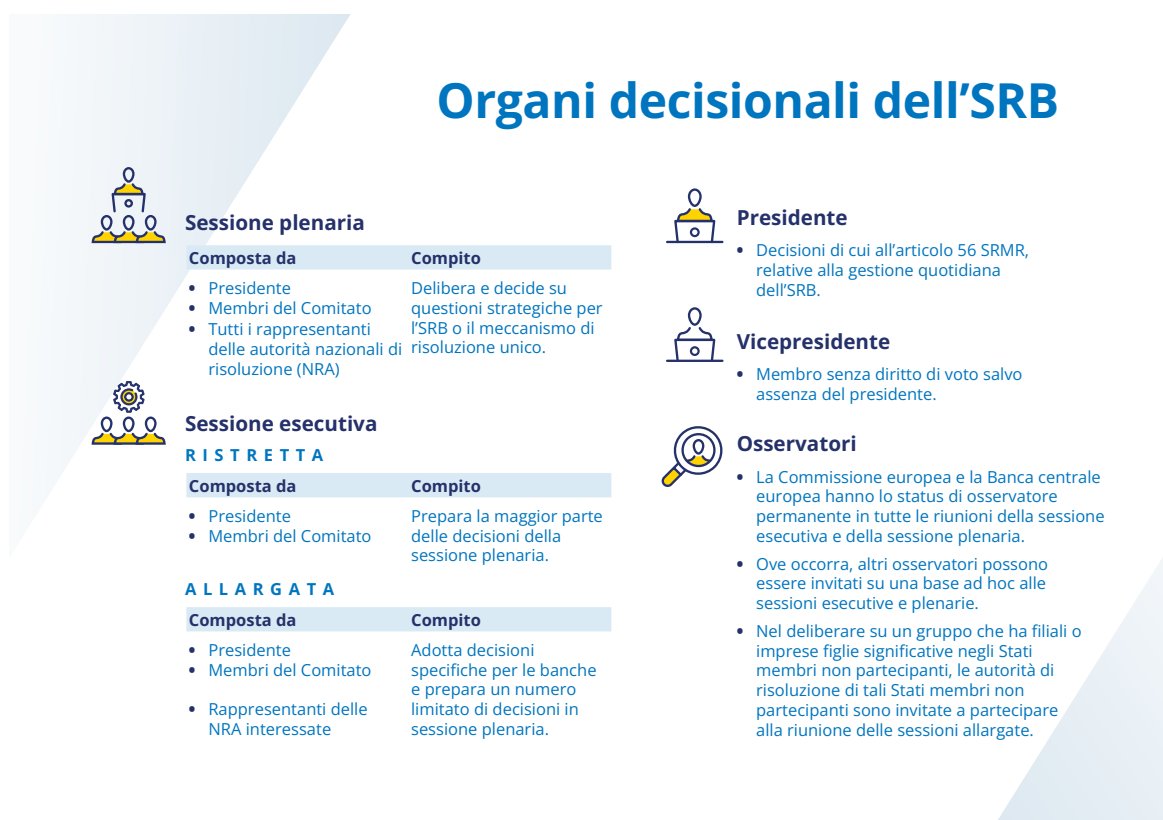 Organi decisionali dell’SRB
Sessione plenaria
Composta da Compito
• Presidente
• Membri del Comitato
• Tutti i rappresentanti
delle autorità nazionali di
risoluzione (NRA)
Delibera e decide su
questioni strategiche per
l’SRB o il meccanismo di
risoluzione unico.
Sessione esecutiva
RISTRETTA
Composta da Compito
• Presidente
• Membri del Comitato
Prepara la maggior parte
delle decisioni della
sessione plenaria.
ALLARGATA
Composta da Compito
• Presidente
• Membri del Comitato
• Rappresentanti delle
NRA interessate
Adotta decisioni
specifiche per le banche
e prepara un numero
limitato di decisioni in
sessione plenaria.
Presidente
• Decisioni di cui all’articolo 56 SRMR,
relative alla gestione quotidiana
dell’SRB.
Vicepresidente
• Membro senza diritto di voto salvo
assenza del presidente.
Osservatori
• La Commissione europea e la Banca centrale
europea hanno lo status di osservatore
permanente in tutte le riunioni della sessione
esecutiva e della sessione plenaria.
• Ove occorra, altri osservatori possono
essere invitati su una base ad hoc alle
sessioni esecutive e plenarie.
• Nel deliberare su un gruppo che ha filiali o
imprese figlie significative negli Stati
membri non partecipanti, le autorità di
risoluzione di tali Stati membri non
partecipanti sono invitate a partecipare
alla riunione delle sessioni allargate.